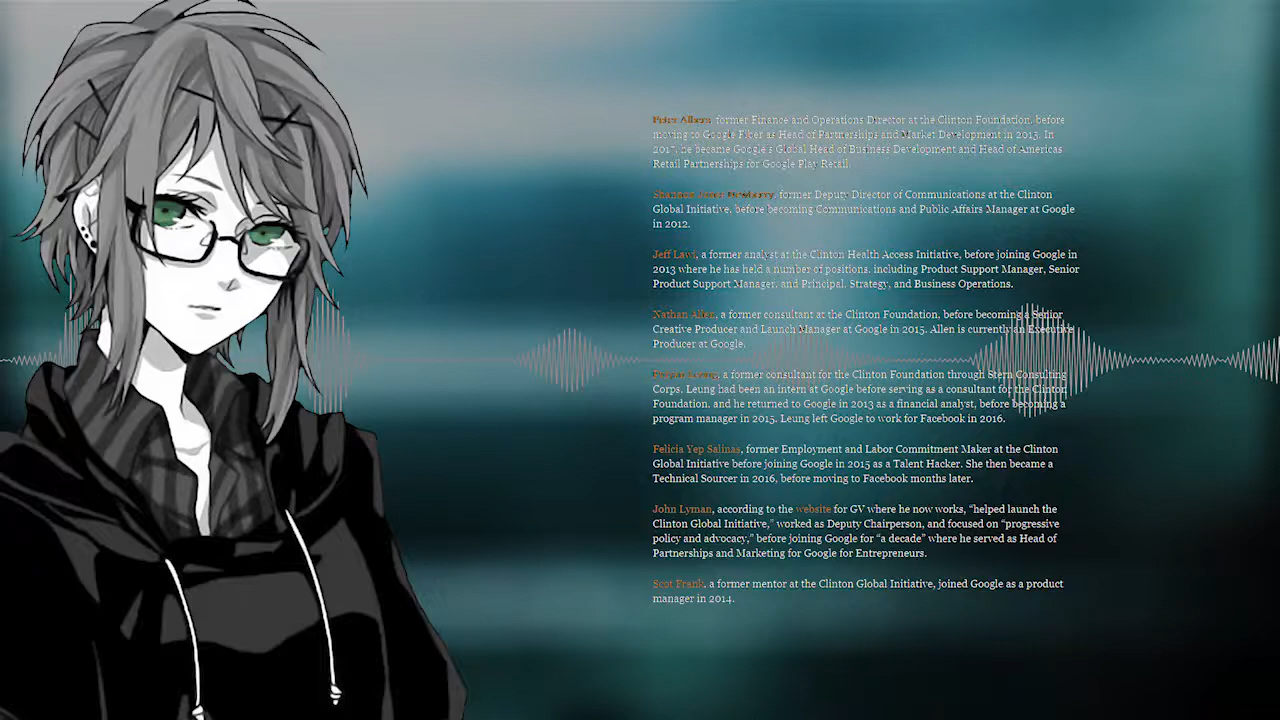 Peter Albers, former Finance and Operations Director at the Clinton Foundation, before
moving to Google Fiber as Head of Partnerships and Market Development in 2015. In
2017, he became Google's Global Head of Business Development and Head of Americas
Retail Partnerships for Google Play Retail.
Shannon Newberry, former Deputy Director of Communications at the Clinton
Global Initiative, before becoming Communications and Public Affairs Manager at Google
in 2012.
Jeff Lawi, a former analyst at the Clinton Health Access Initiative, before joining Google in
2013 where he has held a number of positions, including Product Support Manager, Senior
Product Support Manager, and Principal, Strategy, and Business Operations.
Nathan Allen, a former consultant at the Clinton Foundation, before becoming a Senior
Creative Producer and Launch Manager at Google in 2015. Allen is currently an Executive
Producer at Google.
Leung, a former consultant for the Clinton Foundation through Stern Consulting
Corps. Leung had been an intern at Google before serving as a consultant for the Clinton
Foundation, and he returned to Google in 2013 as a financial analyst, before becoming a
program manager in 2015. Leung left Google to work for Facebook in 2016.
Felicia Yep Salinas, former Employment and Labor Commitment Maker at the Clinton
Global Initiative before joining Google in 2015 as a Talent Hacker. She then became a
Technical Sourcer in 2016, before moving to Facebook months later.
John Lyman, according to the website for GV where he now works, “helped launch the
Clinton Global Initiative,” worked as Deputy Chairperson, and focused on “progressive
policy and advocacy,” before joining Google for “a decade” where he served as Head of
Partnerships and Marketing for Google for Entrepreneurs.
Scot Frank, a former mentor at the Clinton Global Initiative, joined Google as a product
manager in 2014.